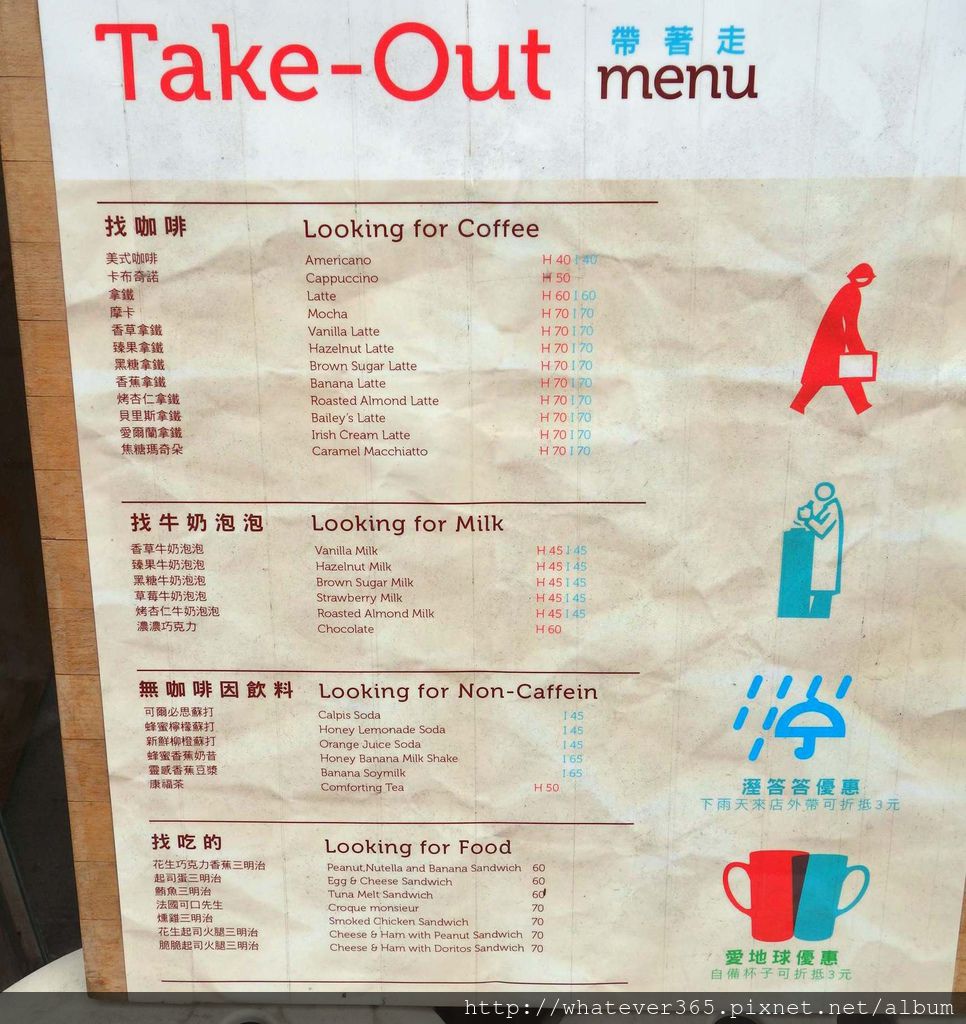 Take-Out 帶著走 menu
找咖啡 Looking for Coffee
美式咖啡 Americano H 40 I 40
卡布奇諾 Cappuccino H 50
拿鐵 Latte H 60 I 60
摩卡 Mocha H 70 I 70
香草拿鐵 Vanilla Latte H 70 I 70
臻果拿鐵 Hazelnut Latte H 70 I 70
黑糖拿鐵 Brown Sugar Latte H 70 I 70
香蕉拿鐵 Banana Latte H 70 I 70
烤杏仁拿鐵 Roasted Almond Latte H 70 I 70
貝里斯拿鐵 Bailey's Latte H 70 I 70
愛爾蘭拿鐵 Irish Cream Latte H 70 I 70
焦糖瑪奇朵 Caramel Macchiatto H 70 I 70
找牛奶泡泡 Looking for Milk
香草牛奶泡泡 Vanilla Milk H 45 I 45
臻果牛奶泡泡 Hazelnut Milk H 45 I 45
黑糖牛奶泡泡 Brown Sugar Milk H 45 I 45
草莓牛奶泡泡 Strawberry Milk H 45 I 45
烤杏仁牛奶泡泡 Roasted Almond Milk H 45 I 45
濃濃巧克力 Chocolate H 60
無咖啡因飲料 Looking for Non-Caffein
可爾必思蘇打 Calpis Soda I 45
蜂蜜檸檬蘇打 Honey Lemonade Soda I 45
新鮮柳橙蘇打 Orange Juice Soda I 45
蜂蜜香蕉奶昔 Honey Banana Milk Shake I 65
靈感香蕉豆漿 Banana Soymilk I 65
康福茶 Comforting Tea H 50
溼答答優惠
下雨天來店外帶可折抵3元
找吃的 Looking for Food
花生巧克力香蕉三明治 Peanut,Nutella and Banana Sandwich 60
起司蛋三明治 Egg & Cheese Sandwich 60
鮪魚三明治 Tuna Melt Sandwich 60
法國可口先生 Croque monsieur 70
燻雞三明治 Smoked Chicken Sandwich 70
花生起司火腿三明治 Cheese & Ham with Peanut Sandwich 70
脆脆起司火腿三明治 Cheese & Ham with Doritos Sandwich 70
愛地球優惠
自備杯子可折抵3元
http://whatever365.pixnet.net/album